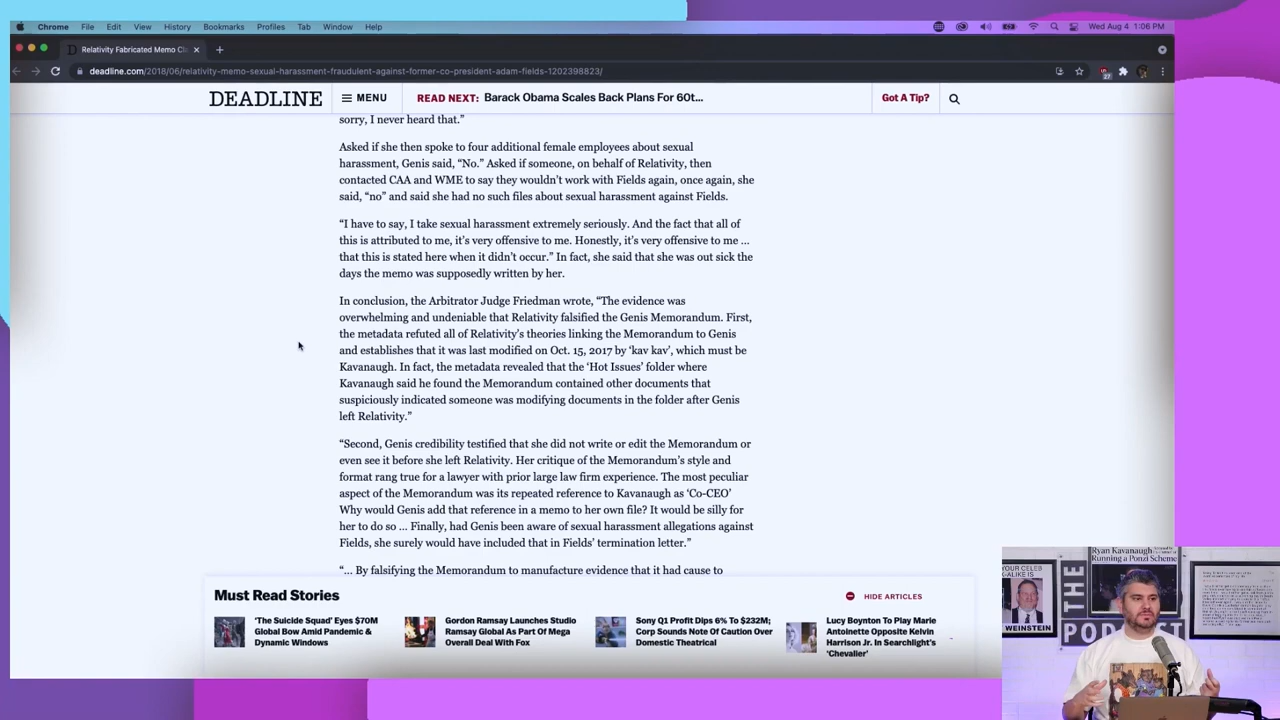 Chrome File Edit View History Bookmarks Profiles Tab Window Help
Wed Aug 4 1:06 PM
Relativity Fabricated Memo Cl
deadline.com/2018/06/relativity-memo-sexual-harassment-fraudulent-against-former-co-president-adam-fields-1202398823/
DEADLINE
MENU
READ NEXT: Barack Obama Scales Back Plans For 60t...
Got A Tip?
sorry, I never heard that.”
Asked if she then spoke to four additional female employees about sexual
harassment, Genis said, “No.” Asked if someone, on behalf of Relativity, then
contacted CAA and WME to say they wouldn’t work with Fields again, once again, she
said, “no” and said she had no such files about sexual harassment against Fields.
“I have to say, I take sexual harassment extremely seriously. And the fact that all of
this is attributed to me, it’s very offensive to me. Honestly, it’s very offensive to me ...
that this is stated here when it didn’t occur.” In fact, she said that she was out sick the
days the memo was supposedly written by her.
In conclusion, the Arbitrator Judge Friedman wrote, “The evidence was
overwhelming and undeniable that Relativity falsified the Genis Memorandum. First,
the metadata refuted all of Relativity’s theories linking the Memorandum to Genis
and establishes that it was last modified on Oct. 15, 2017 by ‘kav kav’, which must be
Kavanaugh. In fact, the metadata revealed that the ‘Hot Issues’ folder where
Kavanaugh said he found the Memorandum contained other documents that
suspiciously indicated someone was modifying documents in the folder after Genis
left Relativity.”
“Second, Genis credibility testified that she did not write or edit the Memorandum or
even see it before she left Relativity. Her critique of the Memorandum’s style and
format rang true for a lawyer with prior large law firm experience. The most peculiar
aspect of the Memorandum was its repeated reference to Kavanaugh as ‘Co-CEO’
Why would Genis add that reference in a memo to her own file? It would be silly for
her to do so ... Finally, had Genis been aware of sexual harassment allegations against
Fields, she surely would have included that in Fields’ termination letter.”
“... By falsifying the Memorandum to manufacture evidence that it had cause to
Must Read Stories
HIDE ARTICLES
‘The Suicide Squad’ Eyes $70M
Global Bow Amid Pandemic &
Dynamic Windows
Gordon Ramsay Launches Studio
Ramsay Global As Part Of Mega
Overall Deal With Fox
Sony Q1 Profit Dips 6% To $232M;
Corp Sounds Note Of Caution Over
Domestic Theatrical
Lucy Boynton To Play Marie
Antoinette Opposite Kelvin
Harrison Jr. In Searchlight’s
‘Chevalier’
YOUR CELEB
WEINSTEIN
THE
PODCAST
Ryan Kavanaugh
Running a Ponzi Scheme